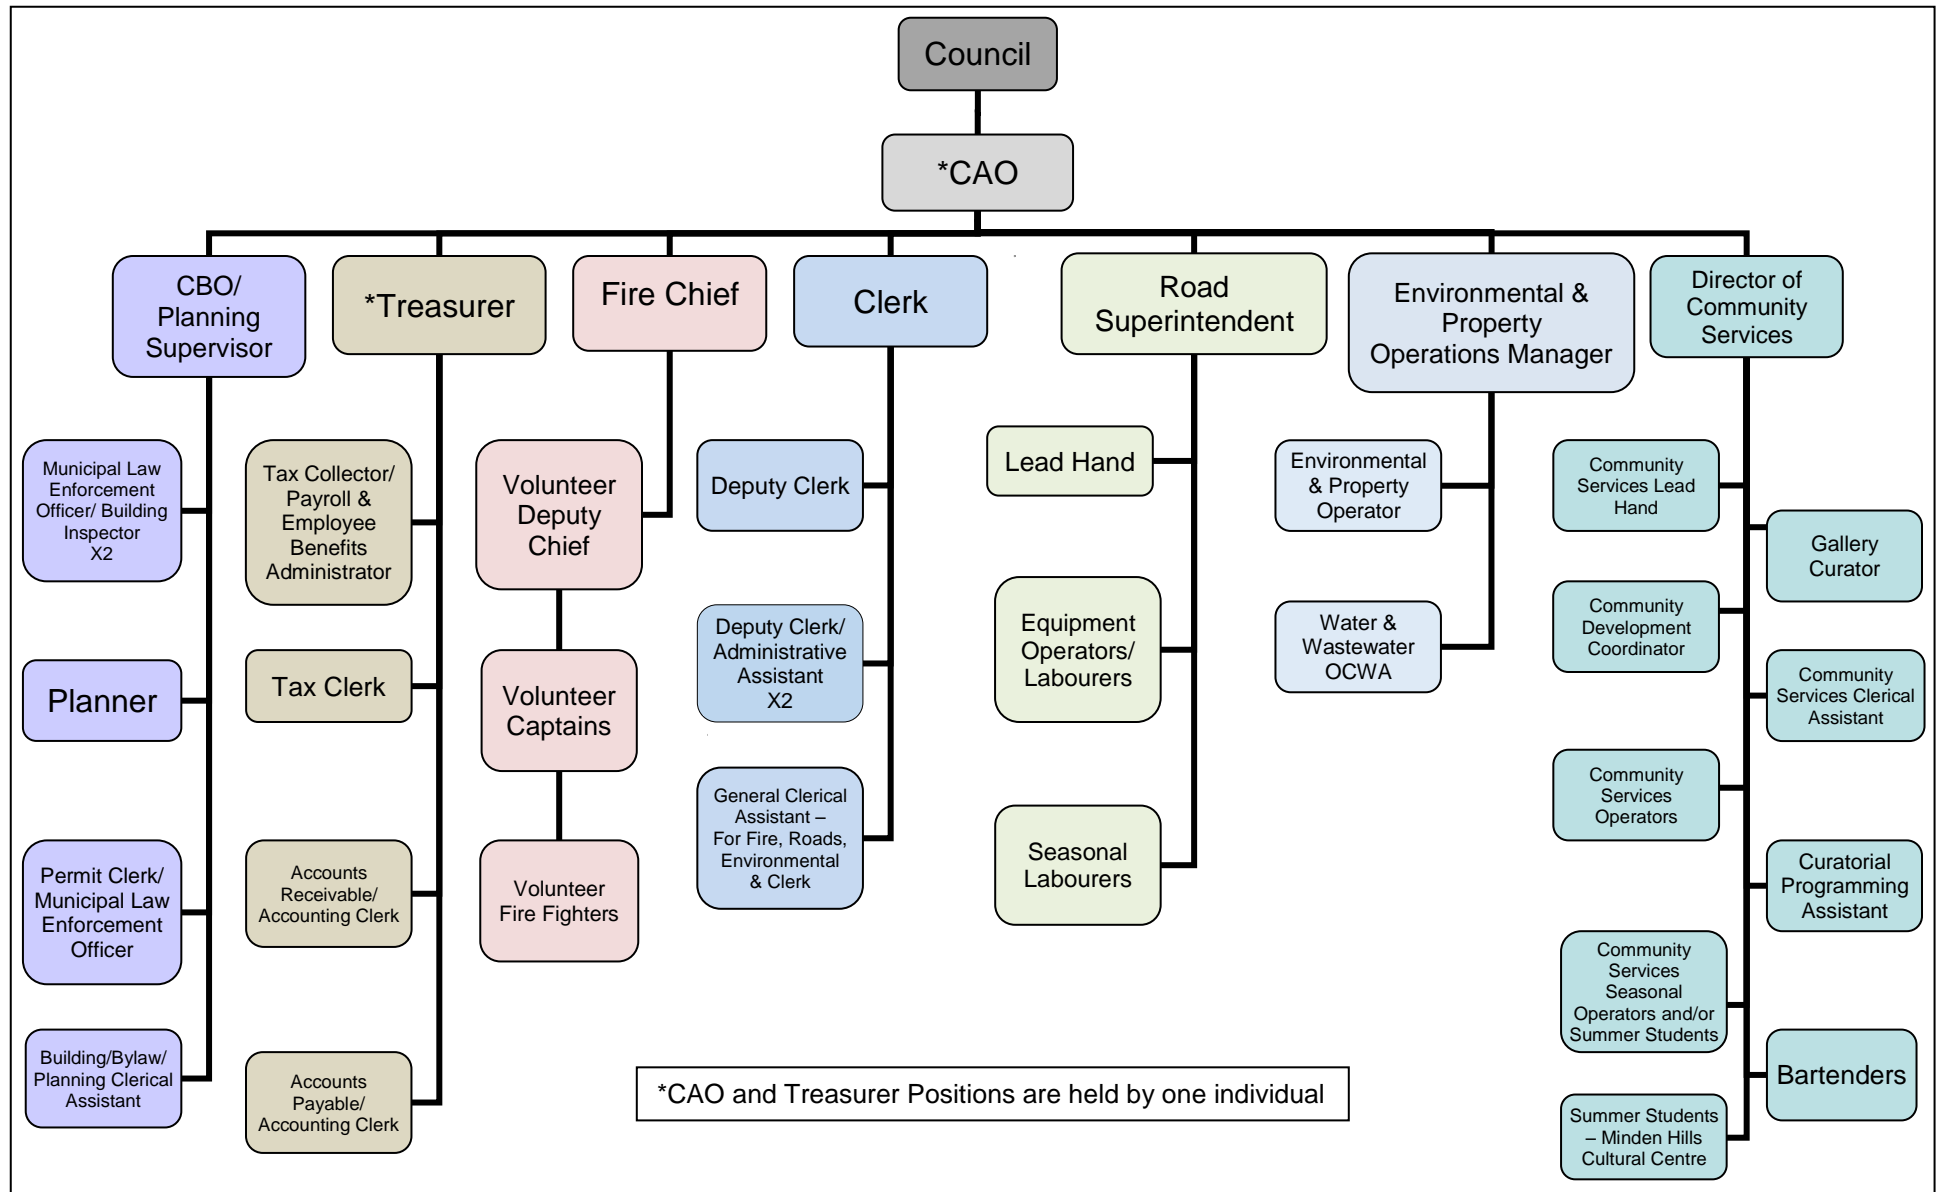 Council
*CAO
CBO/
Planning
Supervisor
*Treasurer
Fire Chief
Clerk
Road
Superintendent
Environmental &
Property
Operations Manager
Director of
Community
Services
Municipal Law
Enforcement
Officer/ Building
Inspector
X2
Planner
Permit Clerk/
Municipal Law
Enforcement
Officer
Building/Bylaw/
Planning Clerical
Assistant
Tax Collector/
Payroll &
Employee
Benefits
Administrator
Tax Clerk
Accounts
Receivable/
Accounting Clerk
Accounts
Payable/
Accounting Clerk
Volunteer
Deputy
Chief
Volunteer
Captains
Volunteer
Fire Fighters
Deputy Clerk
Deputy Clerk/
Administrative
Assistant
X2
General Clerical
Assistant –
For Fire, Roads,
Environmental
& Clerk
Lead Hand
Equipment
Operators/
Labourers
Seasonal
Labourers
Environmental
& Property
Operator
Water &
Wastewater
OCWA
Community
Services Lead
Hand
Gallery
Curator
Community
Development
Coordinator
Community
Services Clerical
Assistant
Community
Services
Operators
Curatorial
Programming
Assistant
Community
Services
Seasonal
Operators and/or
Summer Students
Bartenders
Summer Students
– Minden Hills
Cultural Centre
*CAO and Treasurer Positions are held by one individual